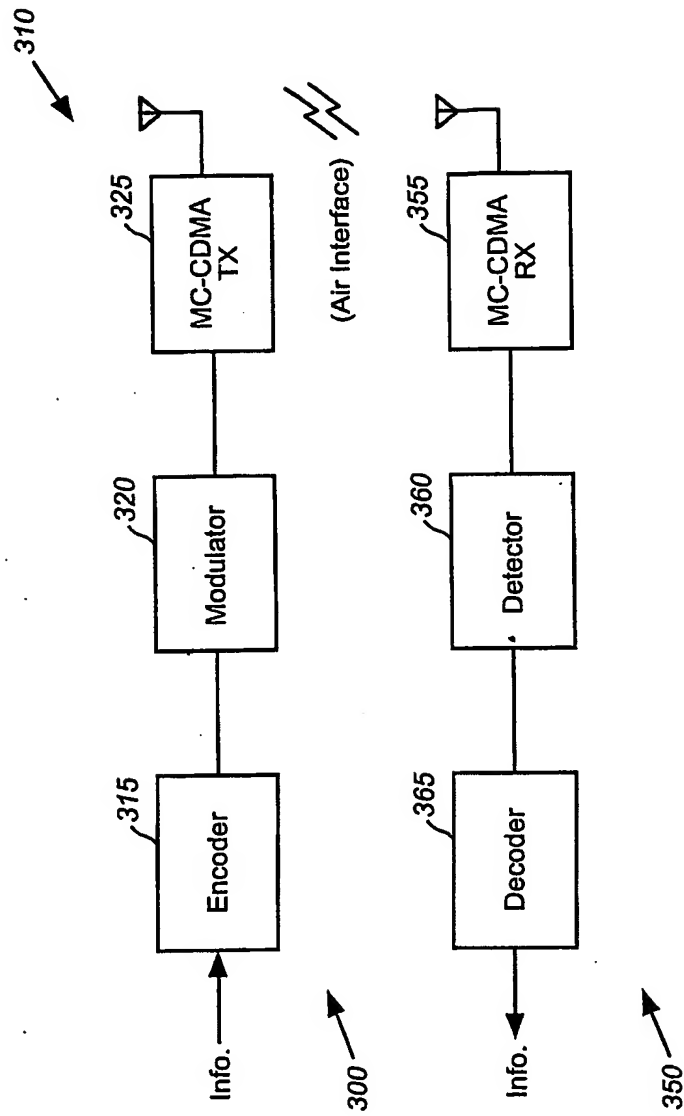 310
315
320
325
Info.
Encoder
Modulator
MC-CDMA
TX
300
(Air Interface)
365
360
355
Info.
Decoder
Detector
MC-CDMA
RX
350